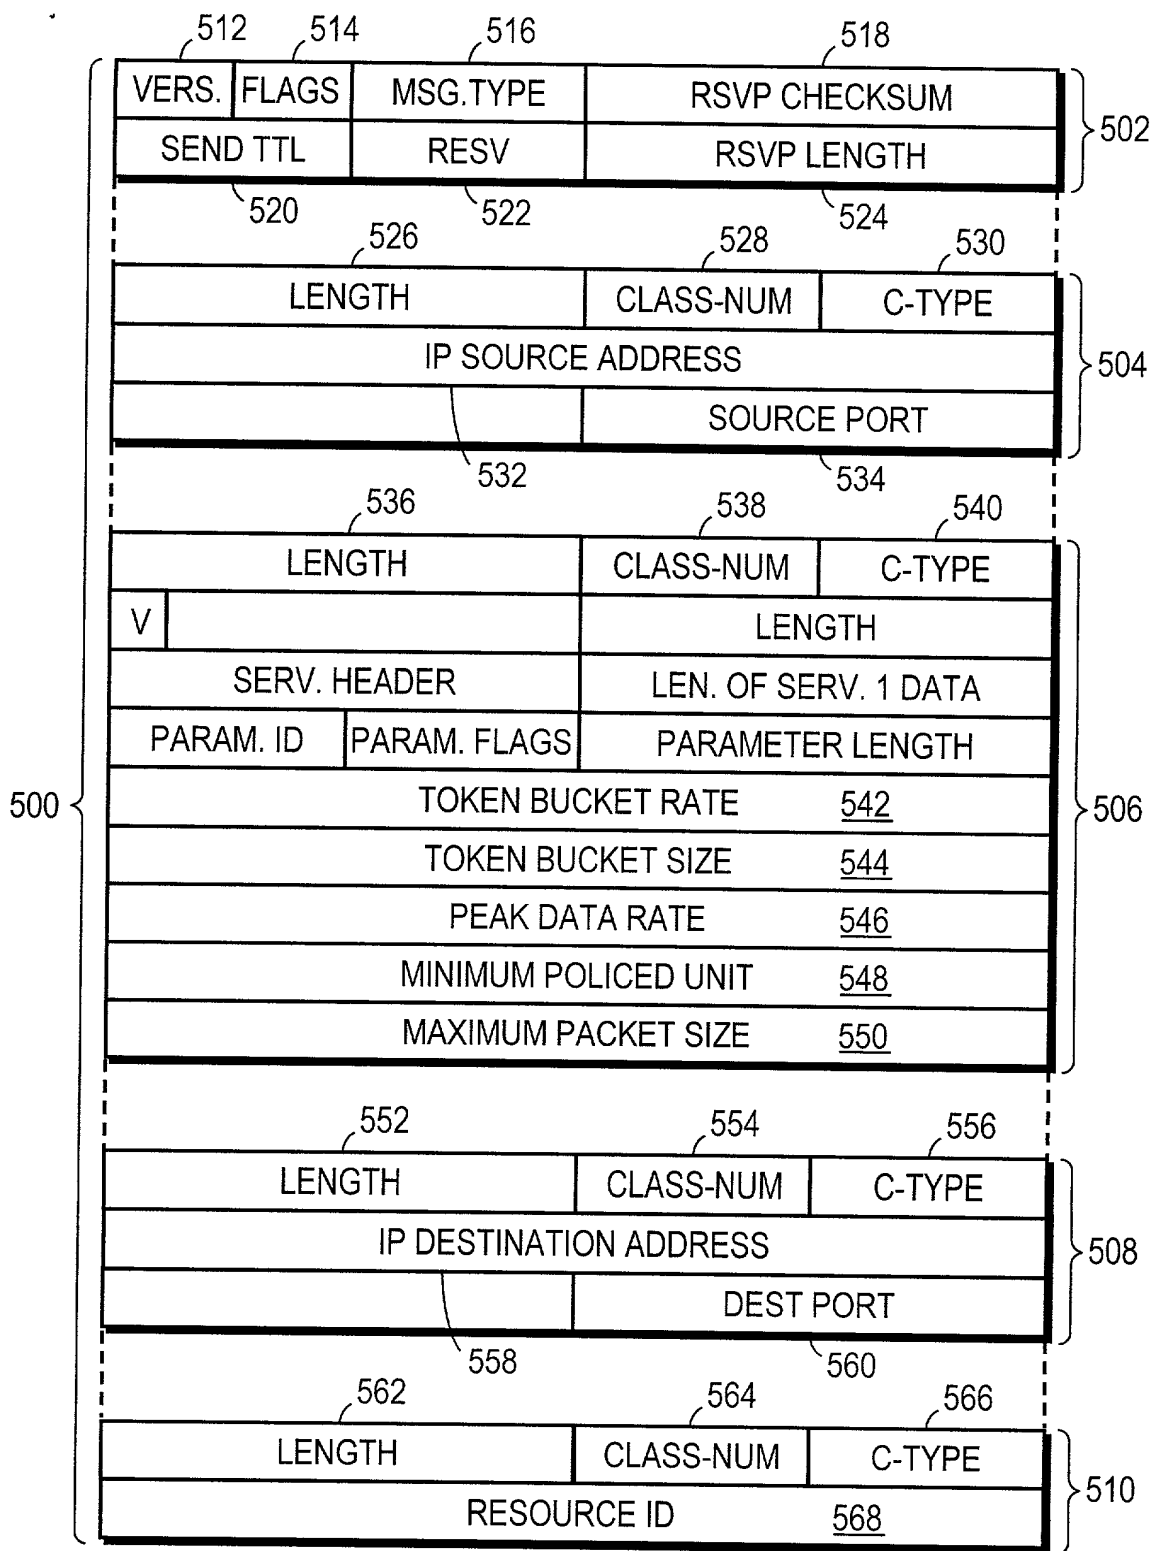 512 514 516 518
VERS. FLAGS MSG.TYPE RSVP CHECKSUM
502
SEND TTL RESV RSVP LENGTH
520 522 524
526 528 530
LENGTH CLASS-NUM C-TYPE
IP SOURCE ADDRESS
504
SOURCE PORT
532 534
536 538 540
LENGTH CLASS-NUM C-TYPE
V LENGTH
SERV. HEADER LEN. OF SERV. 1 DATA
PARAM. ID PARAM. FLAGS PARAMETER LENGTH
500 TOKEN BUCKET RATE 542 506
TOKEN BUCKET SIZE 544
PEAK DATA RATE 546
MINIMUM POLICED UNIT 548
MAXIMUM PACKET SIZE 550
552 554 556
LENGTH CLASS-NUM C-TYPE
IP DESTINATION ADDRESS 508
DEST PORT
558 560
562 564 566
LENGTH CLASS-NUM C-TYPE
510
RESOURCE ID 568